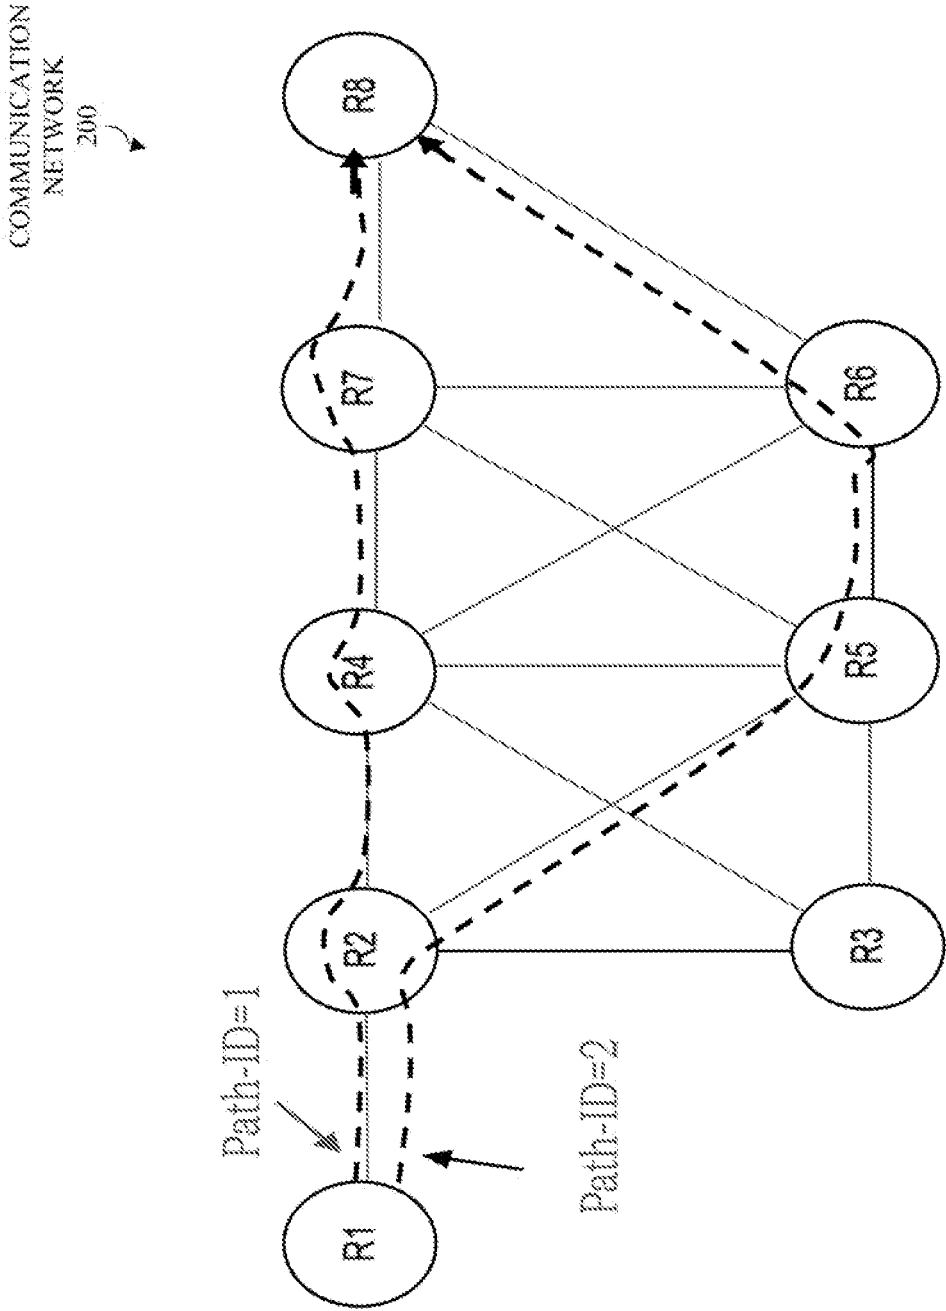 COMMUNICATION
NETWORK
200
R1
R2
R3
R4
R5
R6
R7
R8
Path-ID=1
Path-ID=2